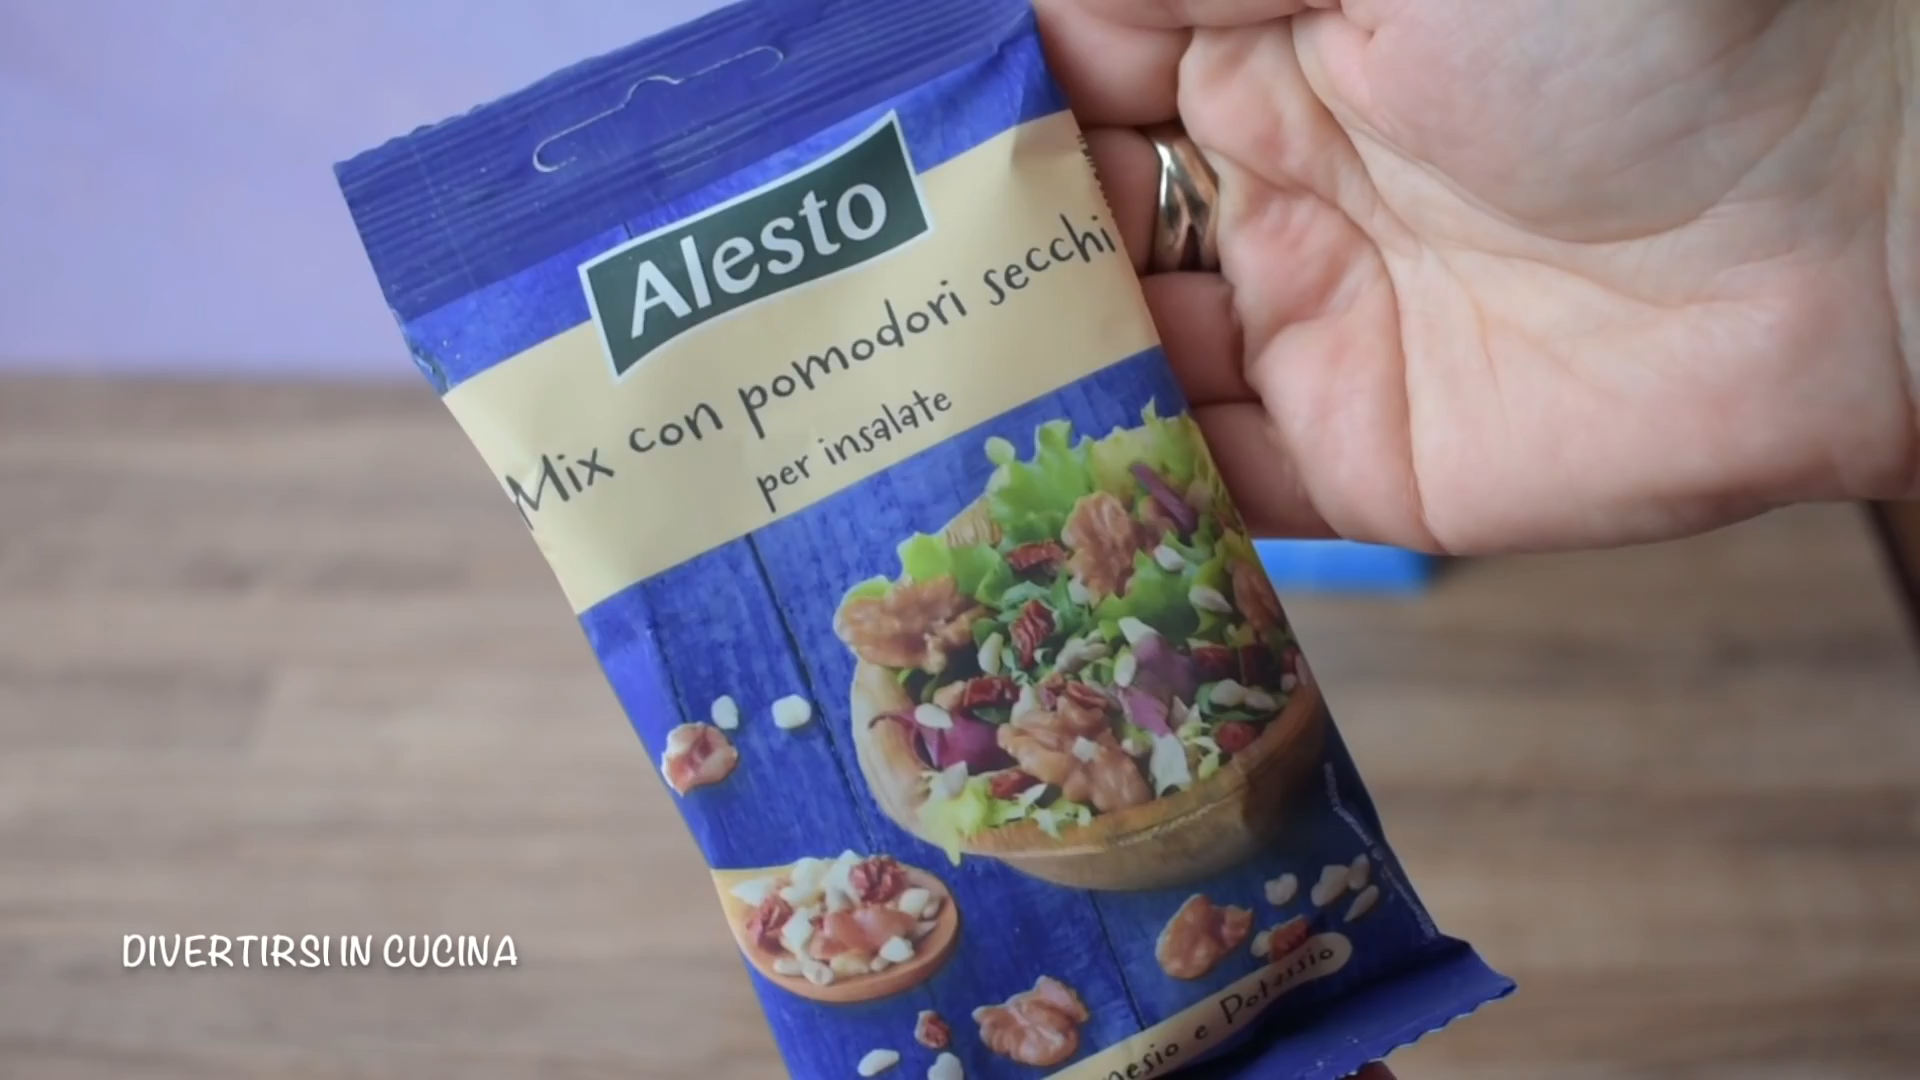 Alesto
Mix con pomodori secchi
per insalate
e Potassio
DIVERTIRSI IN CUCINA